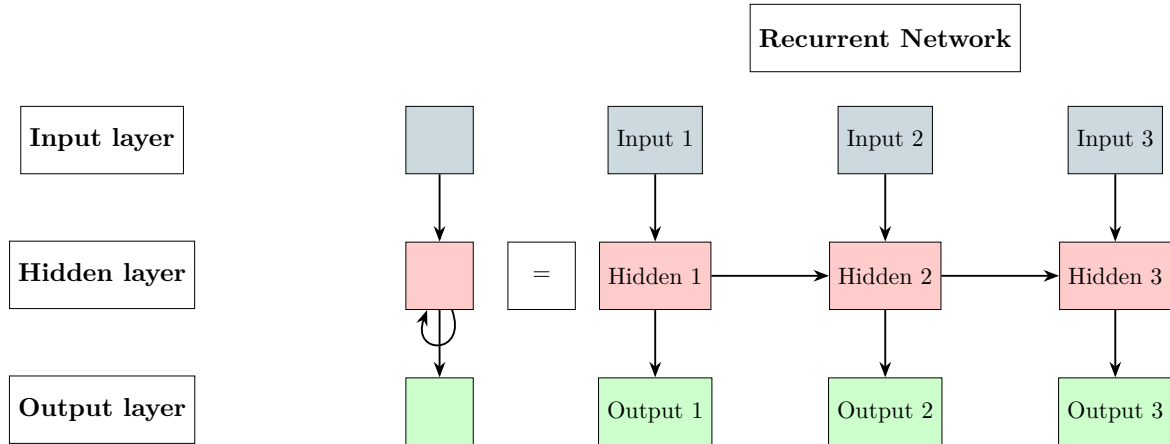 Recurrent Network
Input layer
Input 1
Input 2
Input 3
Hidden layer
=
Hidden 1
Hidden 2
Hidden 3
Output layer
Output 1
Output 2
Output 3